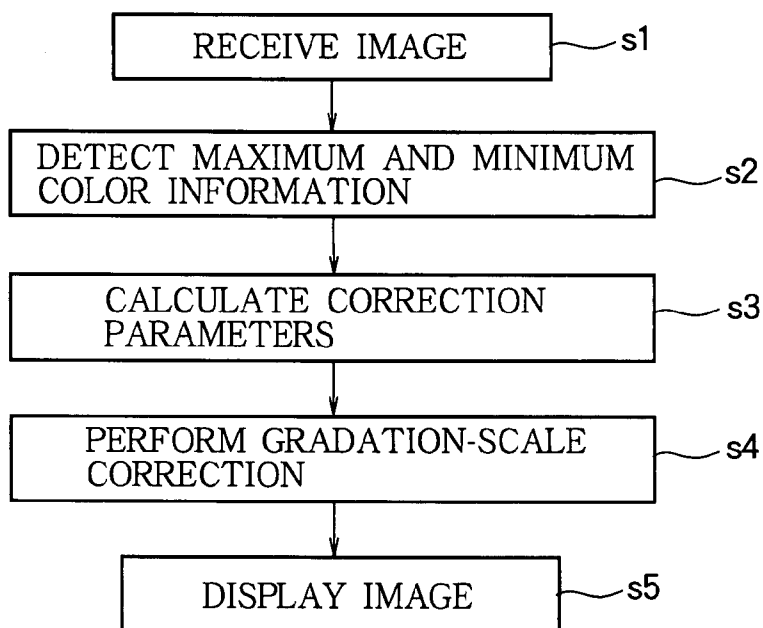 RECEIVE IMAGE
s1
DETECT MAXIMUM AND MINIMUM
COLOR INFORMATION
s2
CALCULATE CORRECTION
PARAMETERS
s3
PERFORM GRADATION-SCALE
CORRECTION
s4
DISPLAY IMAGE
s5